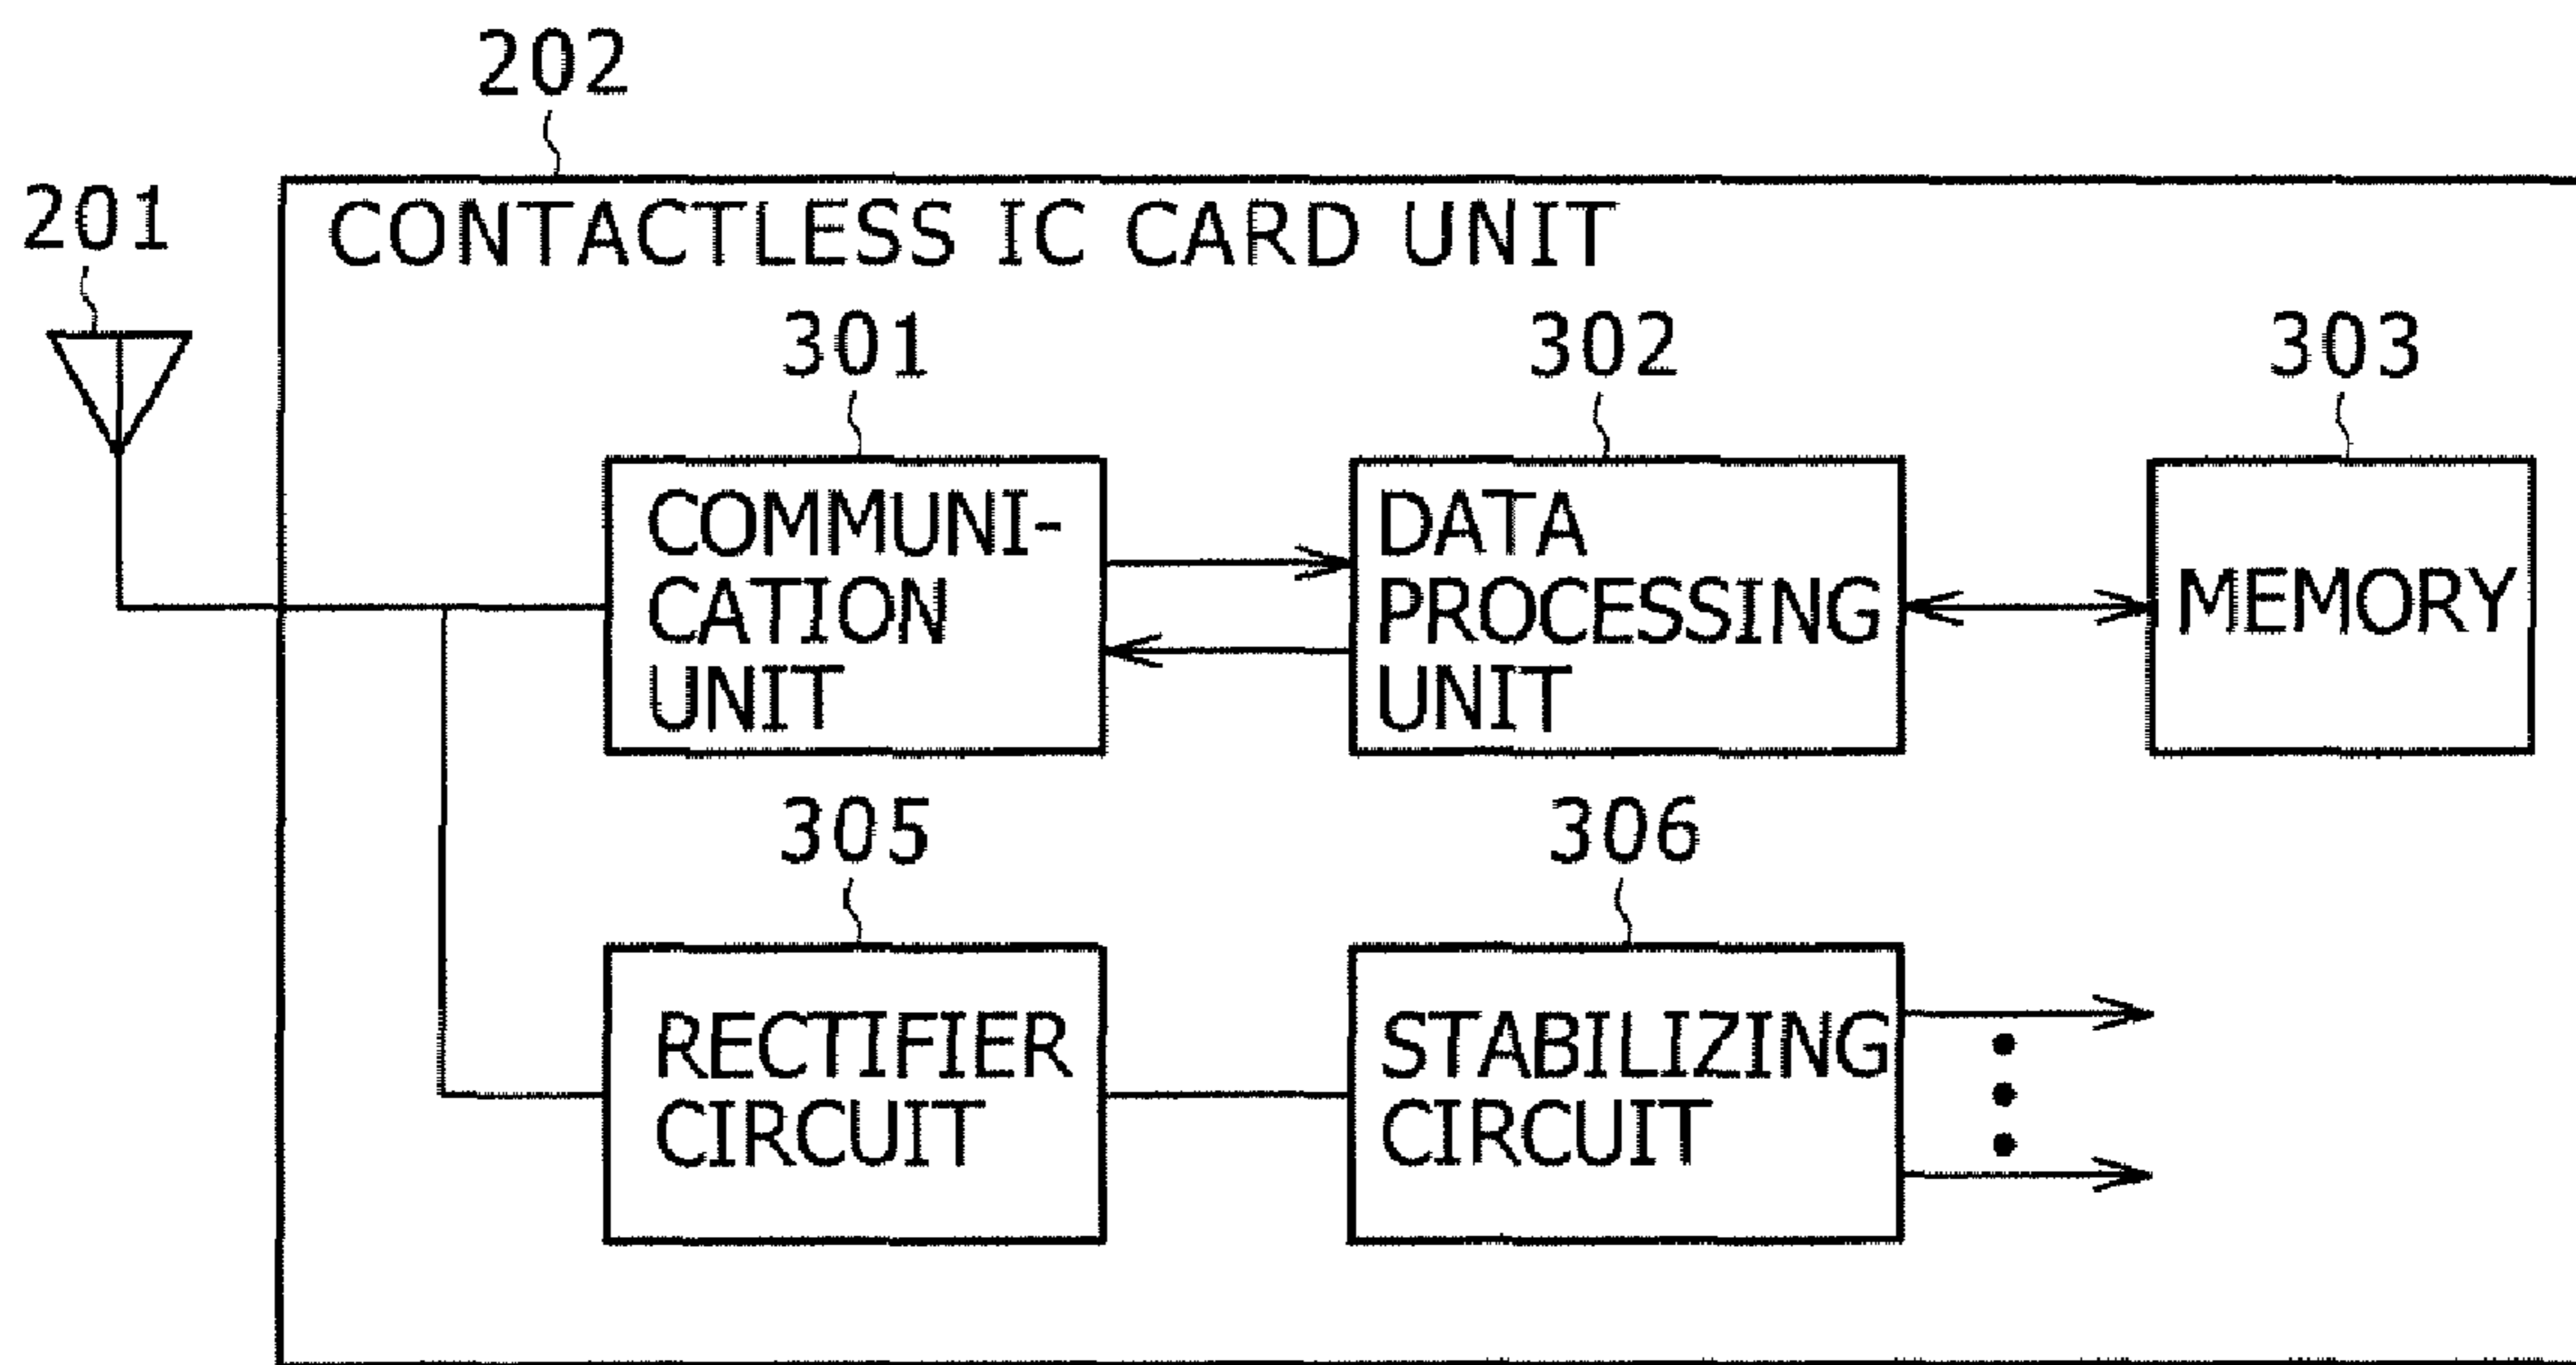 202
201
CONTACTLESS IC CARD UNIT
301
302
303
COMMUNI-
CATION
UNIT
DATA
PROCESSING
UNIT
MEMORY
305
306
RECTIFIER
CIRCUIT
STABILIZING
CIRCUIT